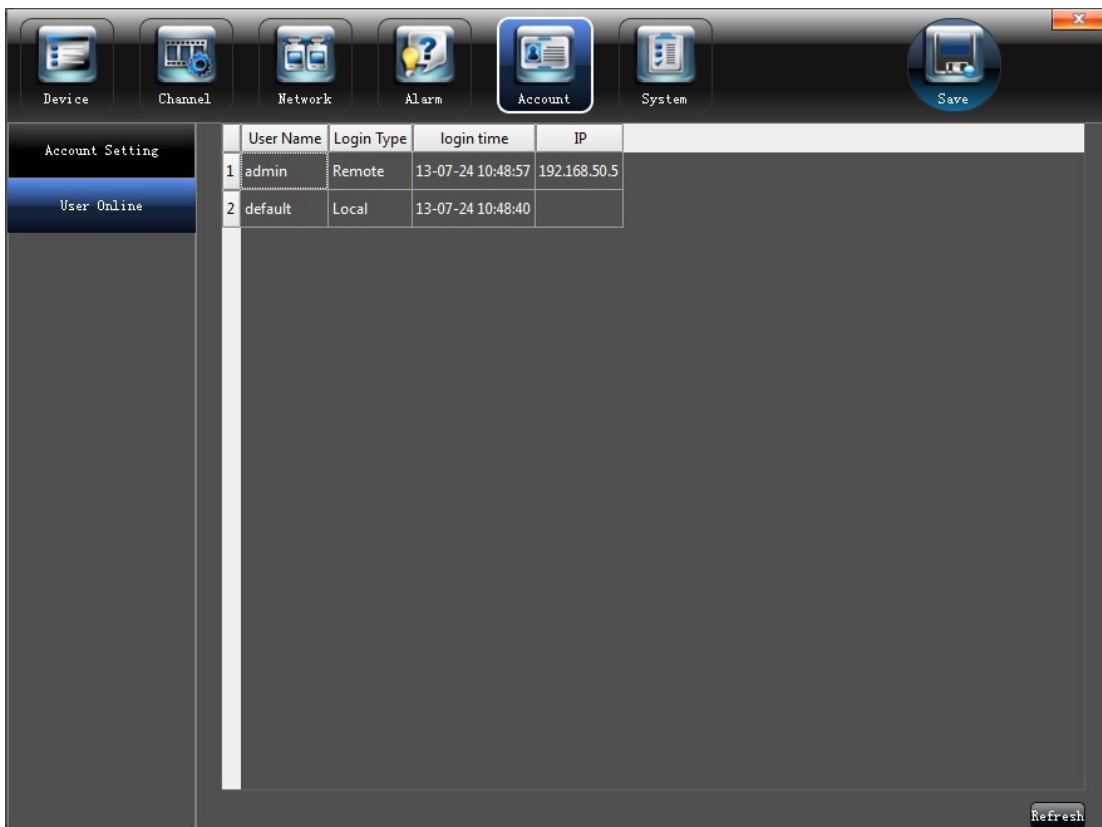 Device Channel Network Alarm Account System Save
Account Setting
User Online
User Name Login Type login time IP
1 admin Remote 13-07-24 10:48:57 192.168.50.5
2 default Local 13-07-24 10:48:40
Refresh